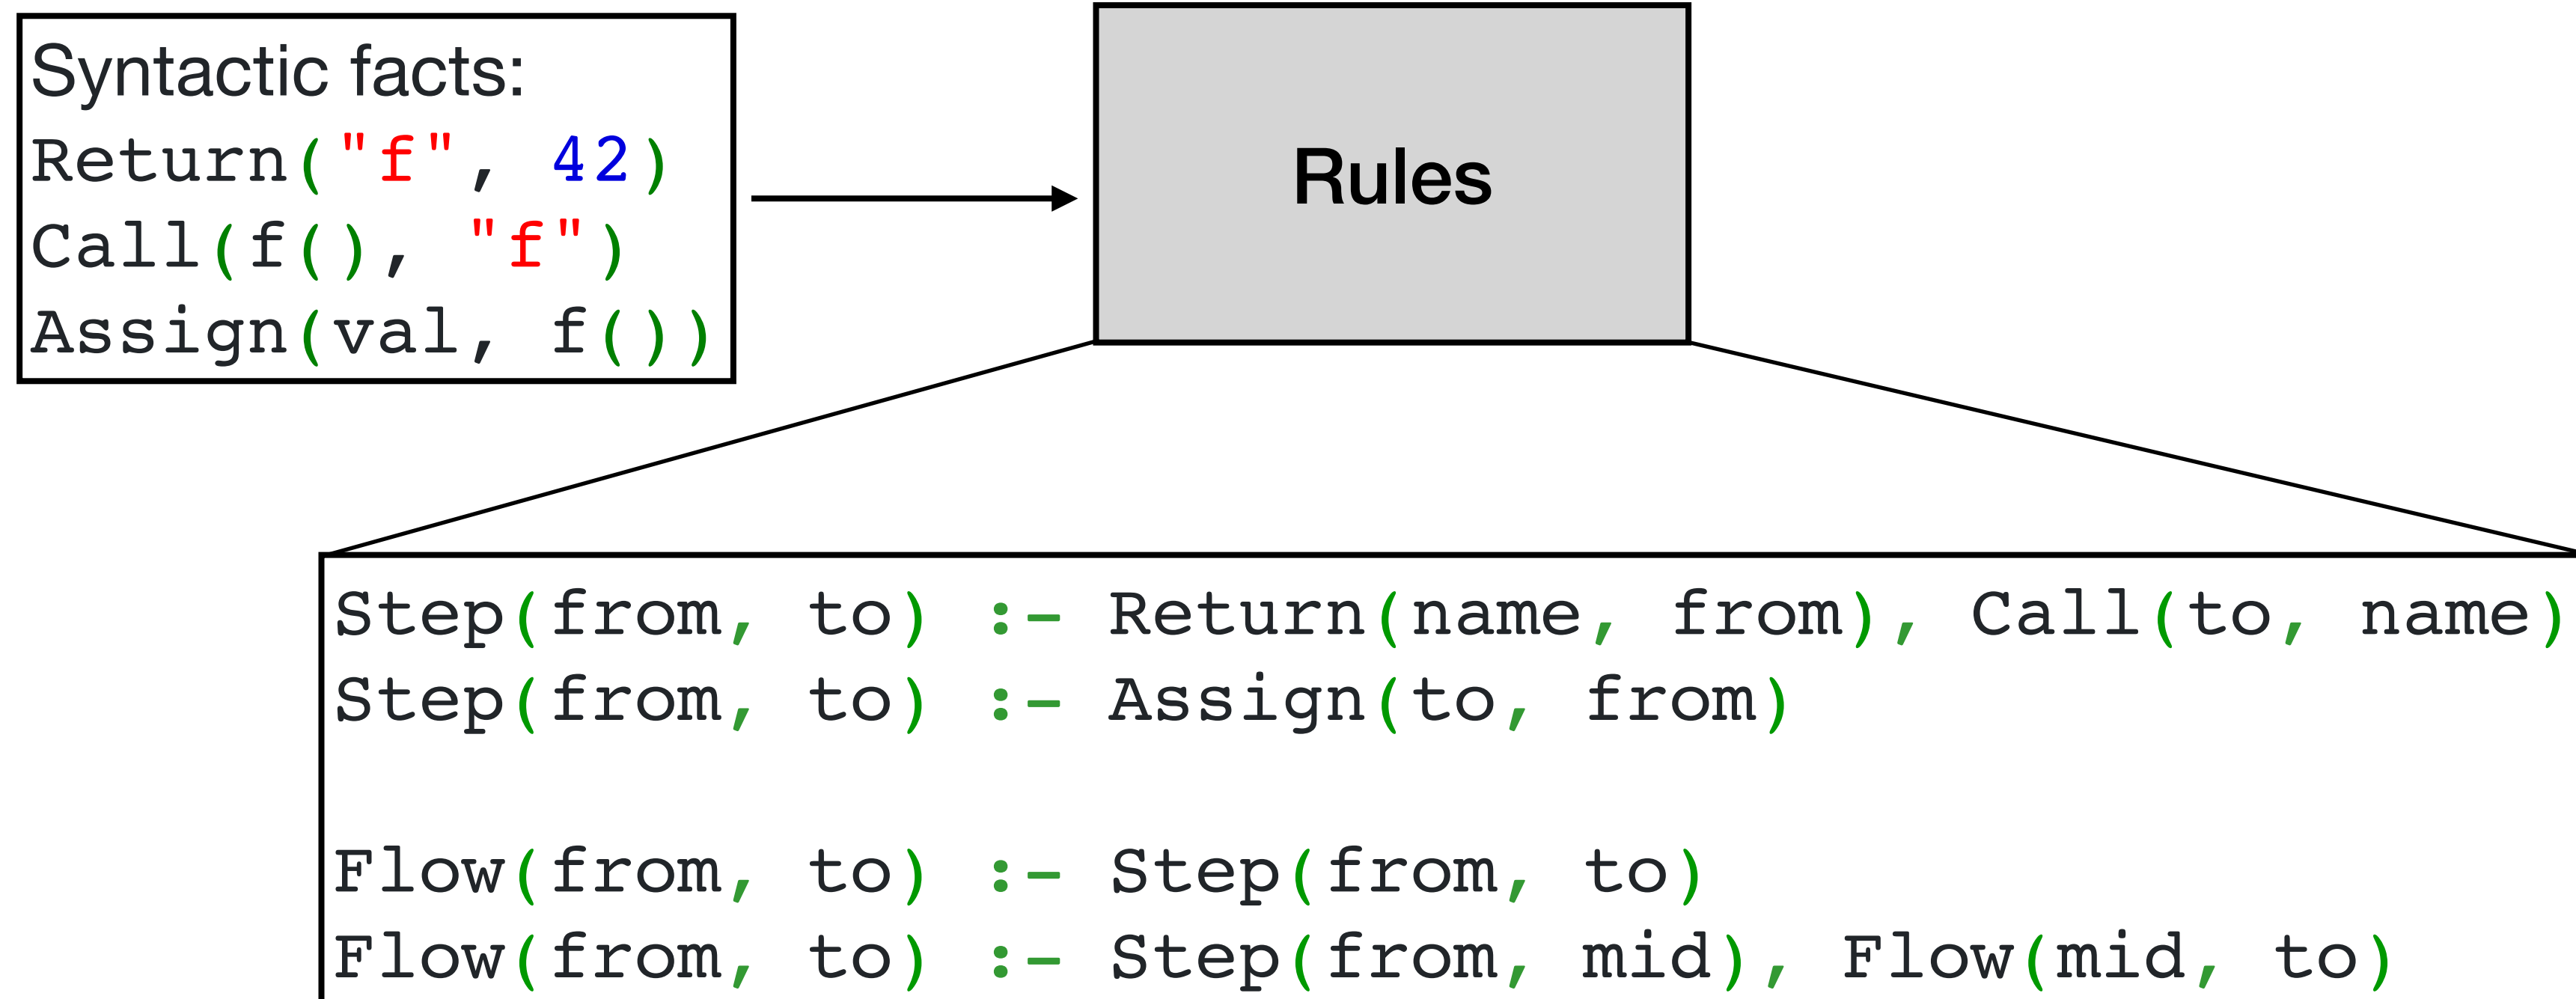 Syntactic facts:
Return("f", 42)
Call(f(), "f")
Assign(val, f())
Rules
Step(from, to) :- Return(name, from), Call(to, name)
Step(from, to) :- Assign(to, from)
Flow(from, to) :- Step(from, to)
Flow(from, to) :- Step(from, mid), Flow(mid, to)